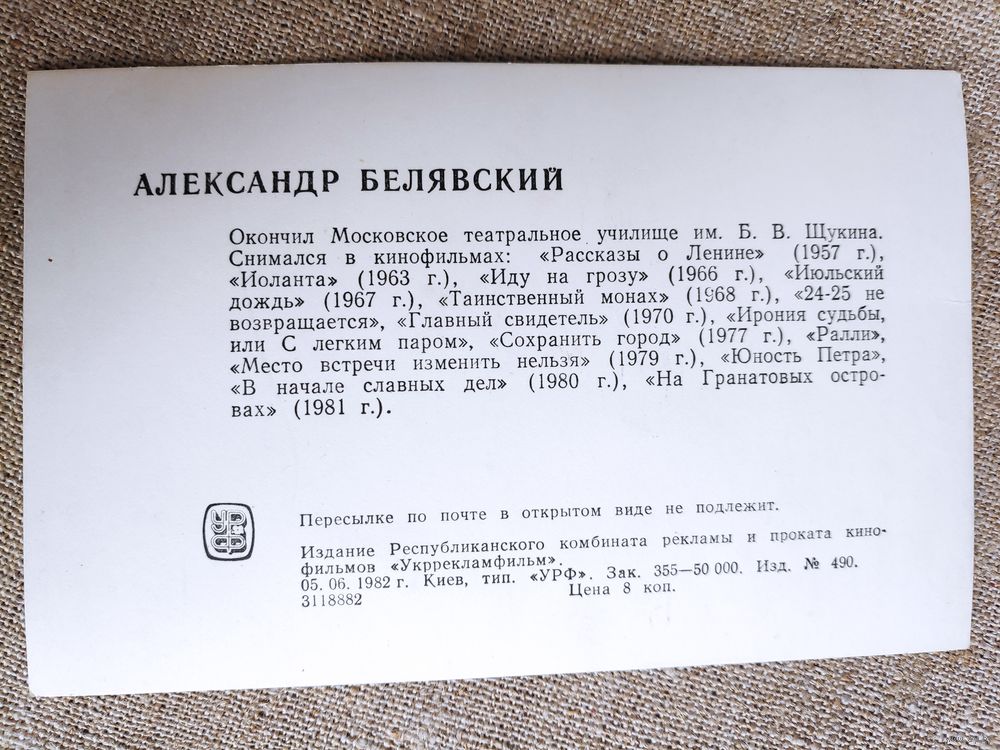 АЛЕКСАНДР БЕЛЯВСКИЙ
Окончил Московское театральное училище им. Б. В. Щукина.
Снимался в кинофильмах: «Рассказы о Ленине» (1957 г.),
«Иоланта» (1963 г.), «Иду на грозу» (1966 г.), «Июльский
дождь» (1967 г.), «Таинственный монах» (1968 г.), «24-25 не
возвращается», «Главный свидетель» (1970 г.), «Ирония судьбы,
или С легким паром», «Сохранить город» (1977 г.), «Ралли»,
«Место встречи изменить нельзя» (1979 г.), «Юность Петра»,
«В начале славных дел» (1980 г.), «На Гранатовых остро-
вах» (1981 г.).
Пересылке по почте в открытом виде не подлежит.
Издание Республиканского комбината рекламы и проката кино-
фильмов «Укррекламфильм».
05. 06. 1982 г. Киев, тип. «УРФ». Зак. 355—50 000. Изд. № 490.
3118882 Цена 8 коп.